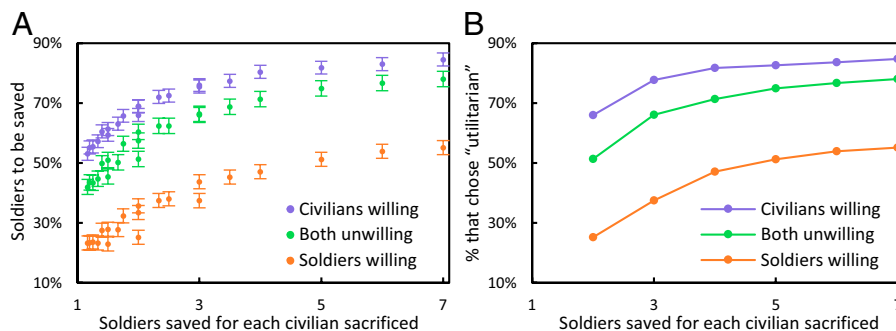 A
Soldiers to be saved
90%
70%
50%
30%
10%
Civilians willing
Both unwilling
Soldiers willing
1
3
5
7
Soldiers saved for each civilian sacrificed
B
% that chose "utilitarian"
90%
70%
50%
30%
10%
Civilians willing
Both unwilling
Soldiers willing
1
3
5
7
Soldiers saved for each civilian sacrificed